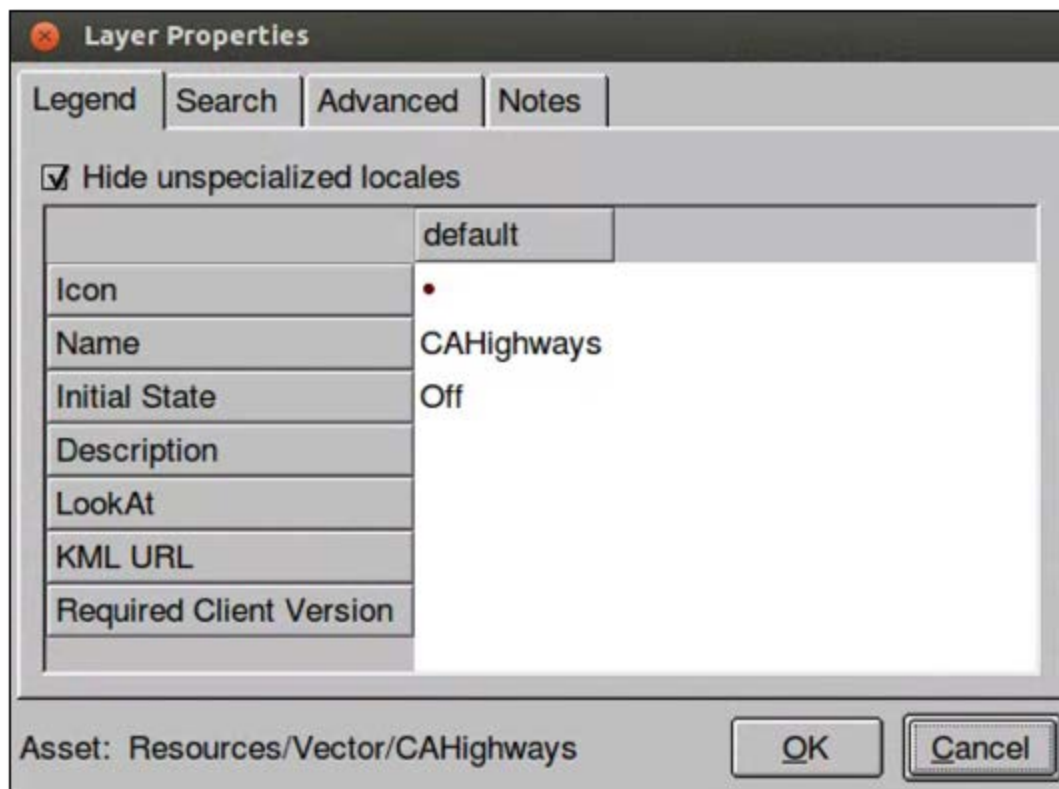 Layer Properties
Legend Search Advanced Notes
Hide unspecialized locales
default
Icon
Name CAHighways
Initial State Off
Description
LookAt
KML URL
Required Client Version
Asset: Resources/Vector/CAHighways OK Cancel